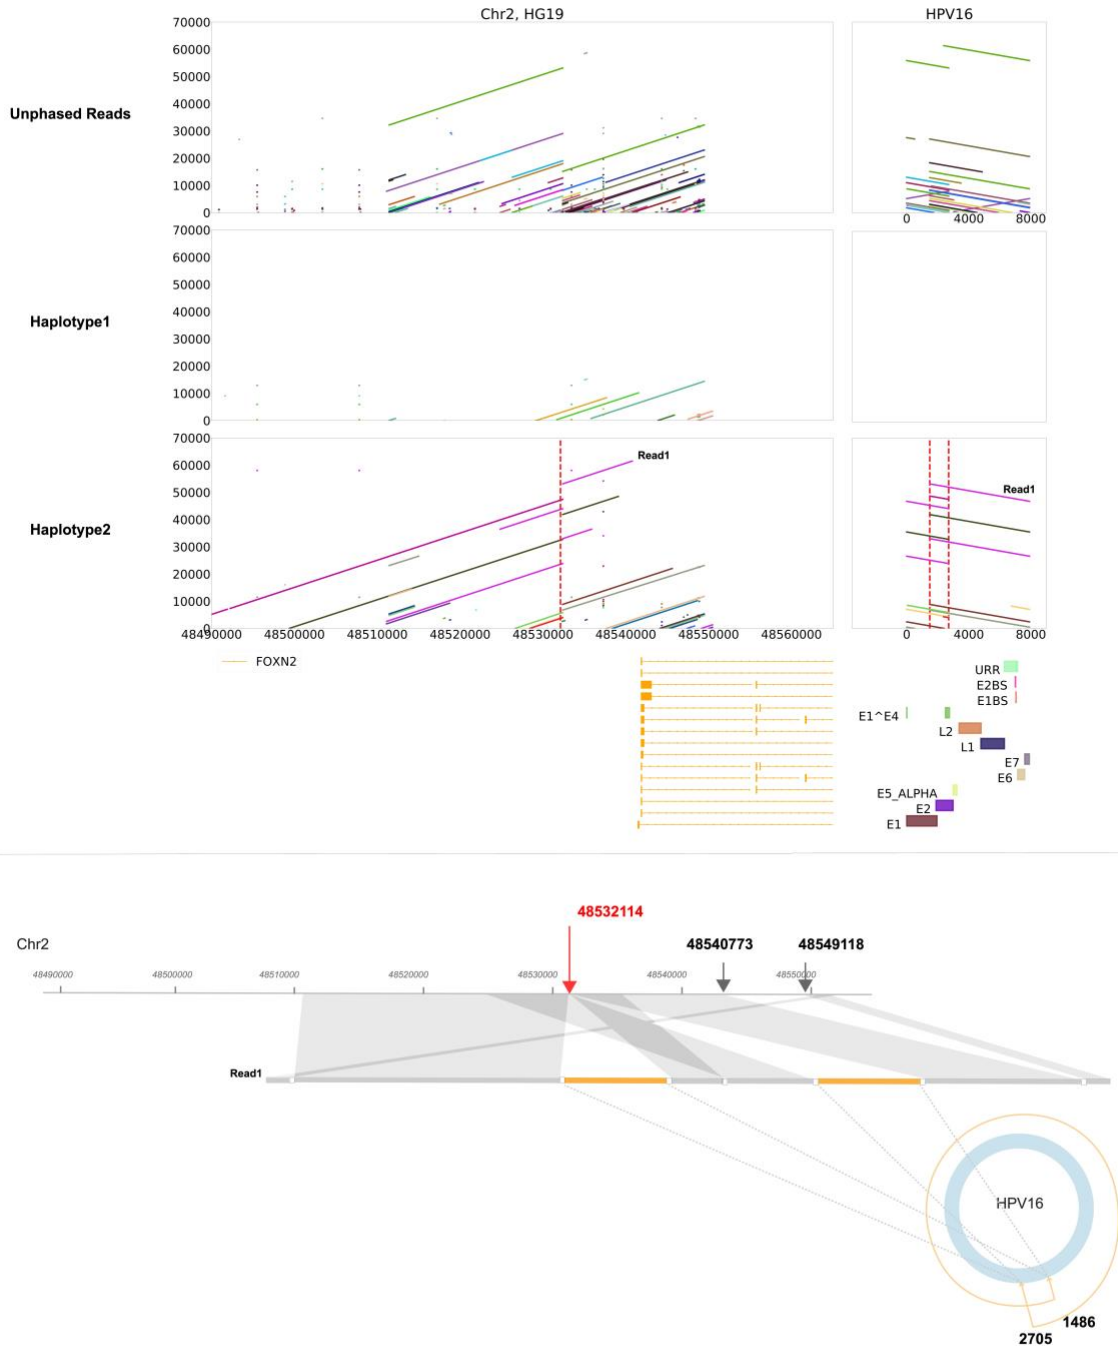 Chr2, HG19
HPV16
Unphased Reads
70000
60000
50000
40000
30000
20000
10000
0
0 4000 8000
Haplotype1
70000
60000
50000
40000
30000
20000
10000
0
Haplotype2
70000
60000
50000
40000
30000
20000
10000
0
Read1
Read1
48490000 48500000 48510000 48520000 48530000 48540000 48550000 48560000
0 4000 8000
FOXN2
URR
E2BS
E1BS
E1^E4
L2
L1
E7
E6
E5_ALPHA
E2
E1
48532114
Chr2
48540773
48549118
48490000 48500000 48510000 48520000 48530000 48540000 48550000
Read1
HPV16
1486
2705